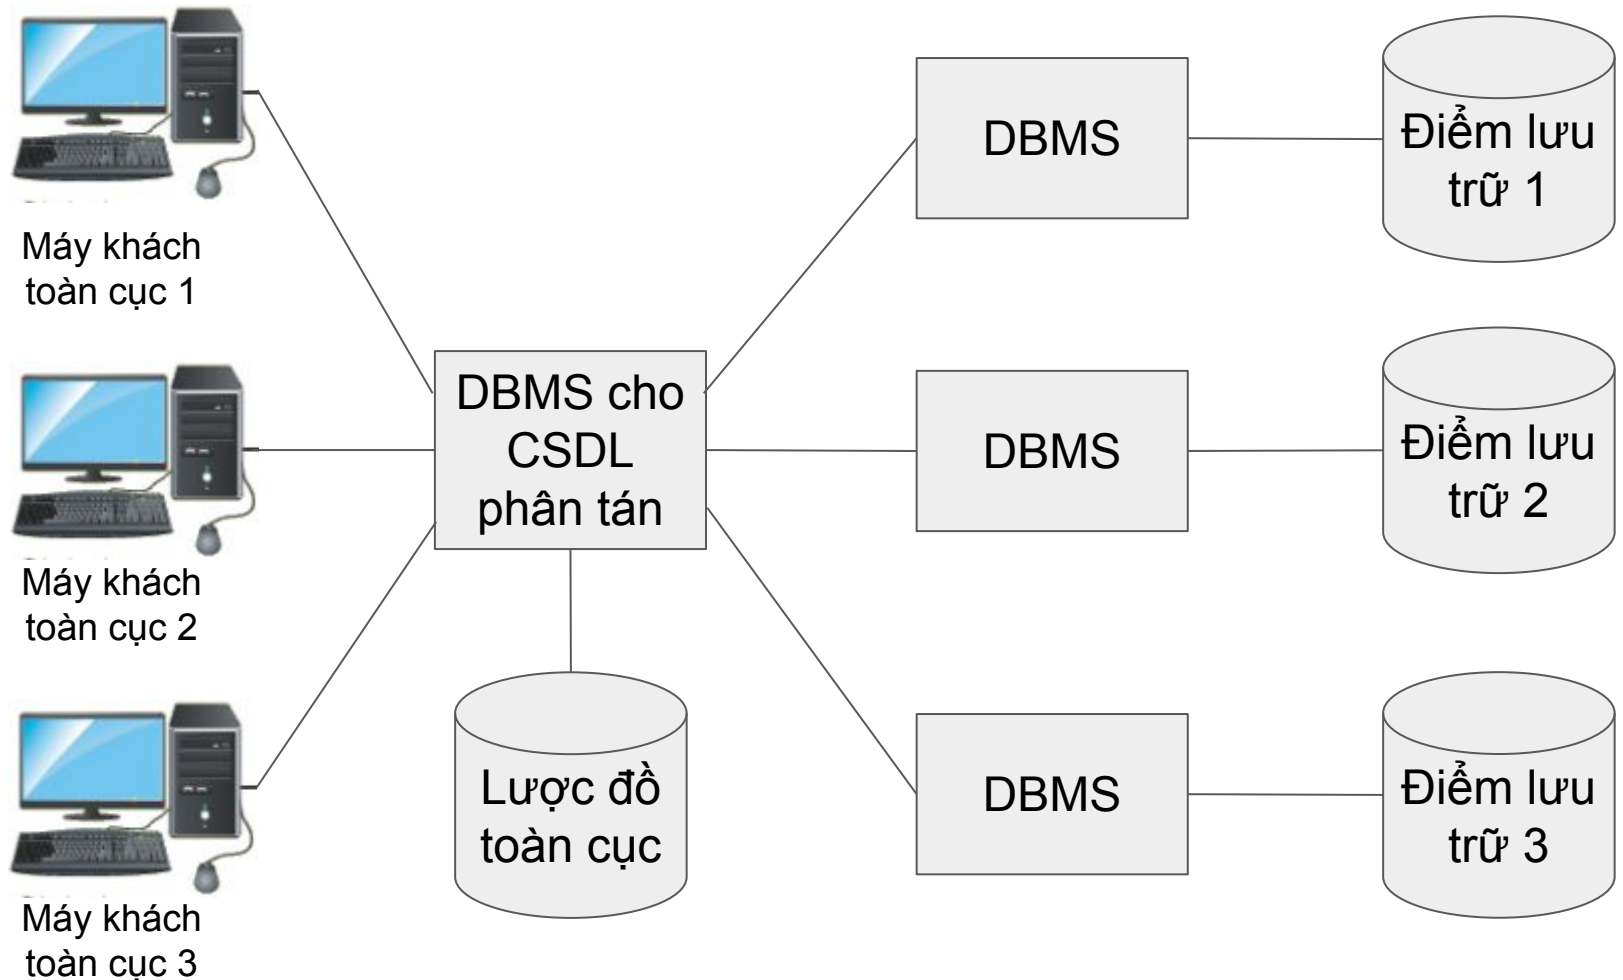 Máy khách
toàn cục 1
Máy khách
toàn cục 2
Máy khách
toàn cục 3
DBMS cho
CSDL
phân tán
Lược đồ
toàn cục
DBMS
Điểm lưu
trữ 1
DBMS
Điểm lưu
trữ 2
DBMS
Điểm lưu
trữ 3